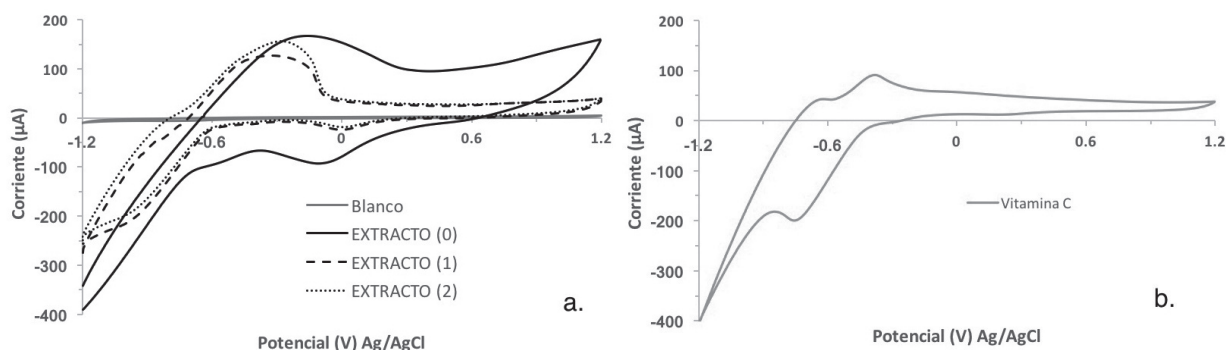 200
100
0
-100
-200
-300
-400
-1.2
-0.6
0
0.6
1.2
Corriente (µA)
Potencial (V) Ag/AgCl
Blanco
EXTRACTO (0)
EXTRACTO (1)
EXTRACTO (2)
a.
200
100
0
-100
-200
-300
-400
-1.2
-0.6
0
0.6
1.2
Corriente (µA)
Potencial (V) Ag/AgCl
Vitamina C
b.